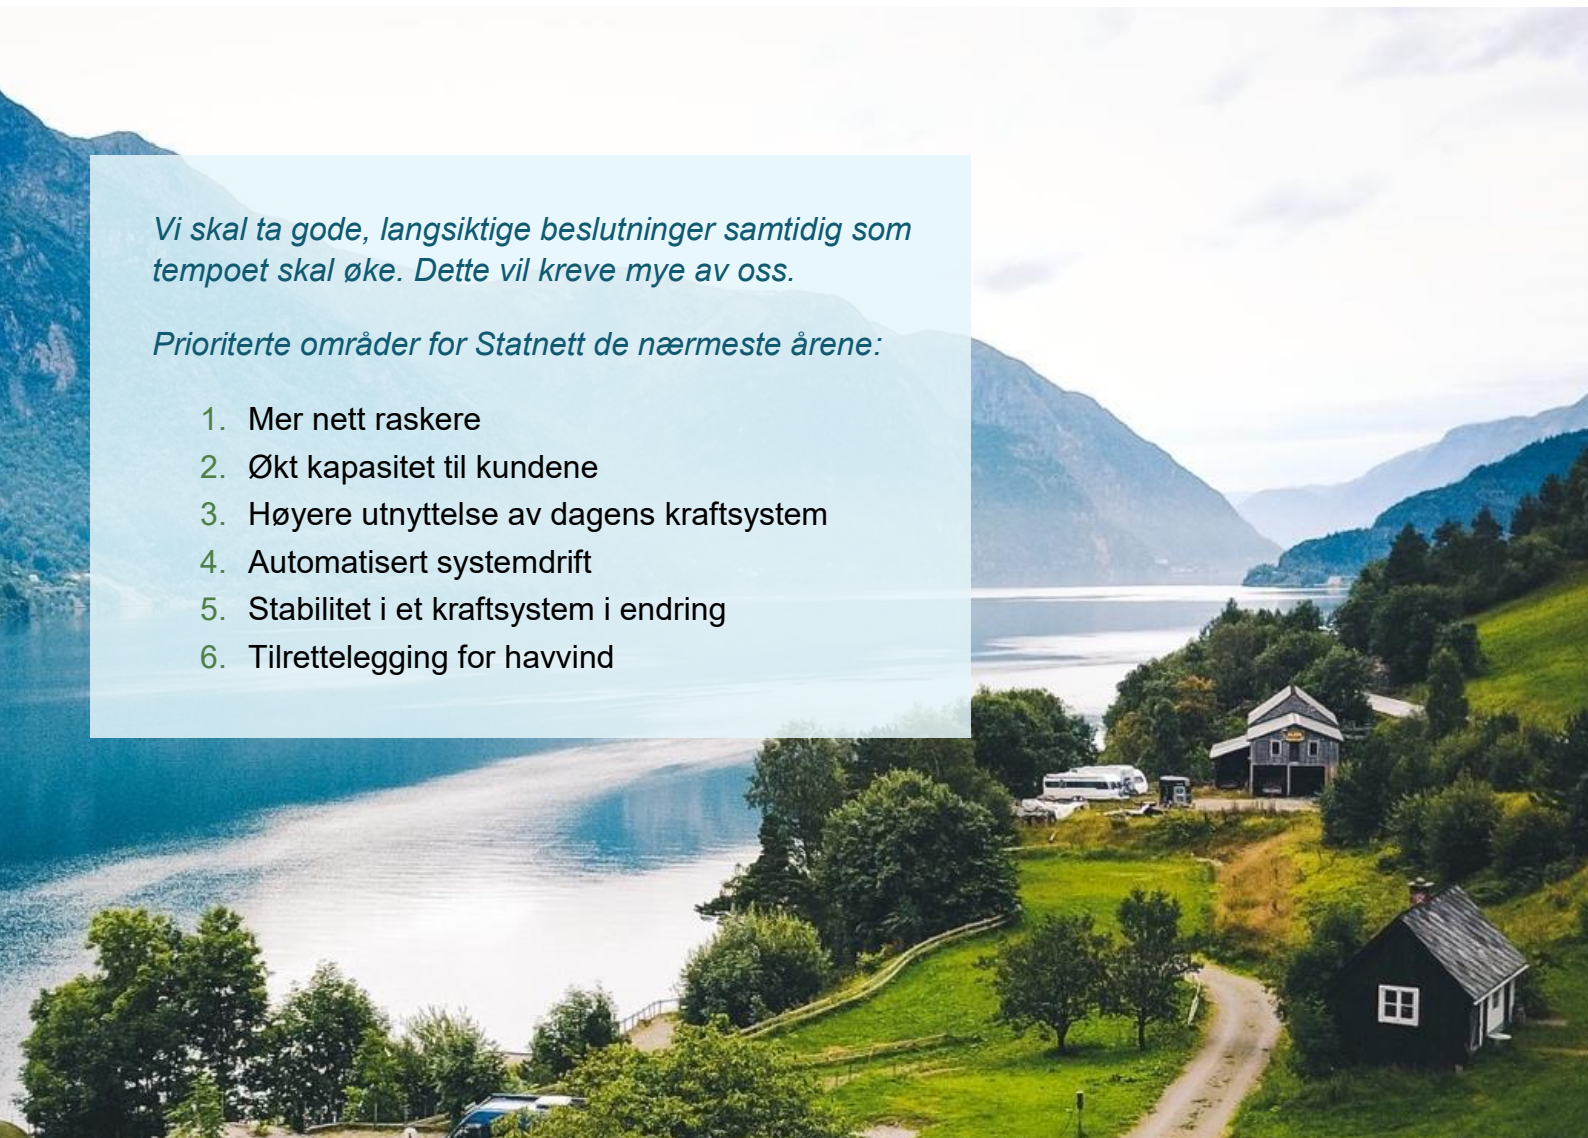 Vi skal ta gode, langsiktige beslutninger samtidig som
tempoet skal øke. Dette vil kreve mye av oss.
Prioriterte områder for Statnett de nærmeste årene:
1. Mer nett raskere
2. Økt kapasitet til kundene
3. Høyere utnyttelse av dagens kraftsystem
4. Automatisert systemdrift
5. Stabilitet i et kraftsystem i endring
6. Tilrettelegging for havvind